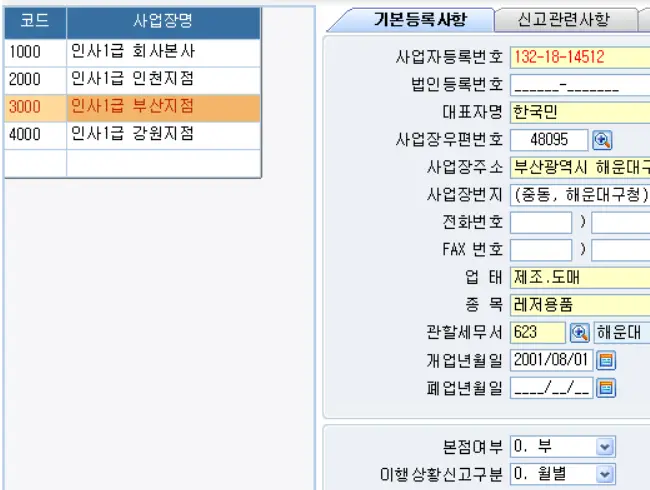 코드 사업장명
1000 인사1급 회사본사
2000 인사1급 인천지점
3000 인사1급 부산지점
4000 인사1급 강원지점
기본등록사항 신고관련사항
사업자등록번호 132-18-14512
법인등록번호 ______-_______
대표자명 한국민
사업장우편번호 48095
사업장주소 부산광역시 해운대구
사업장번지 (중동, 해운대구청)
전화번호 )
FAX 번호 )
업 태 제조.도매
종 목 레저용품
관할세무서 623 해운대
개업년월일 2001/08/01
폐업년월일 ____/__/__
본점여부 0. 부
이행상황신고구분 0. 월별